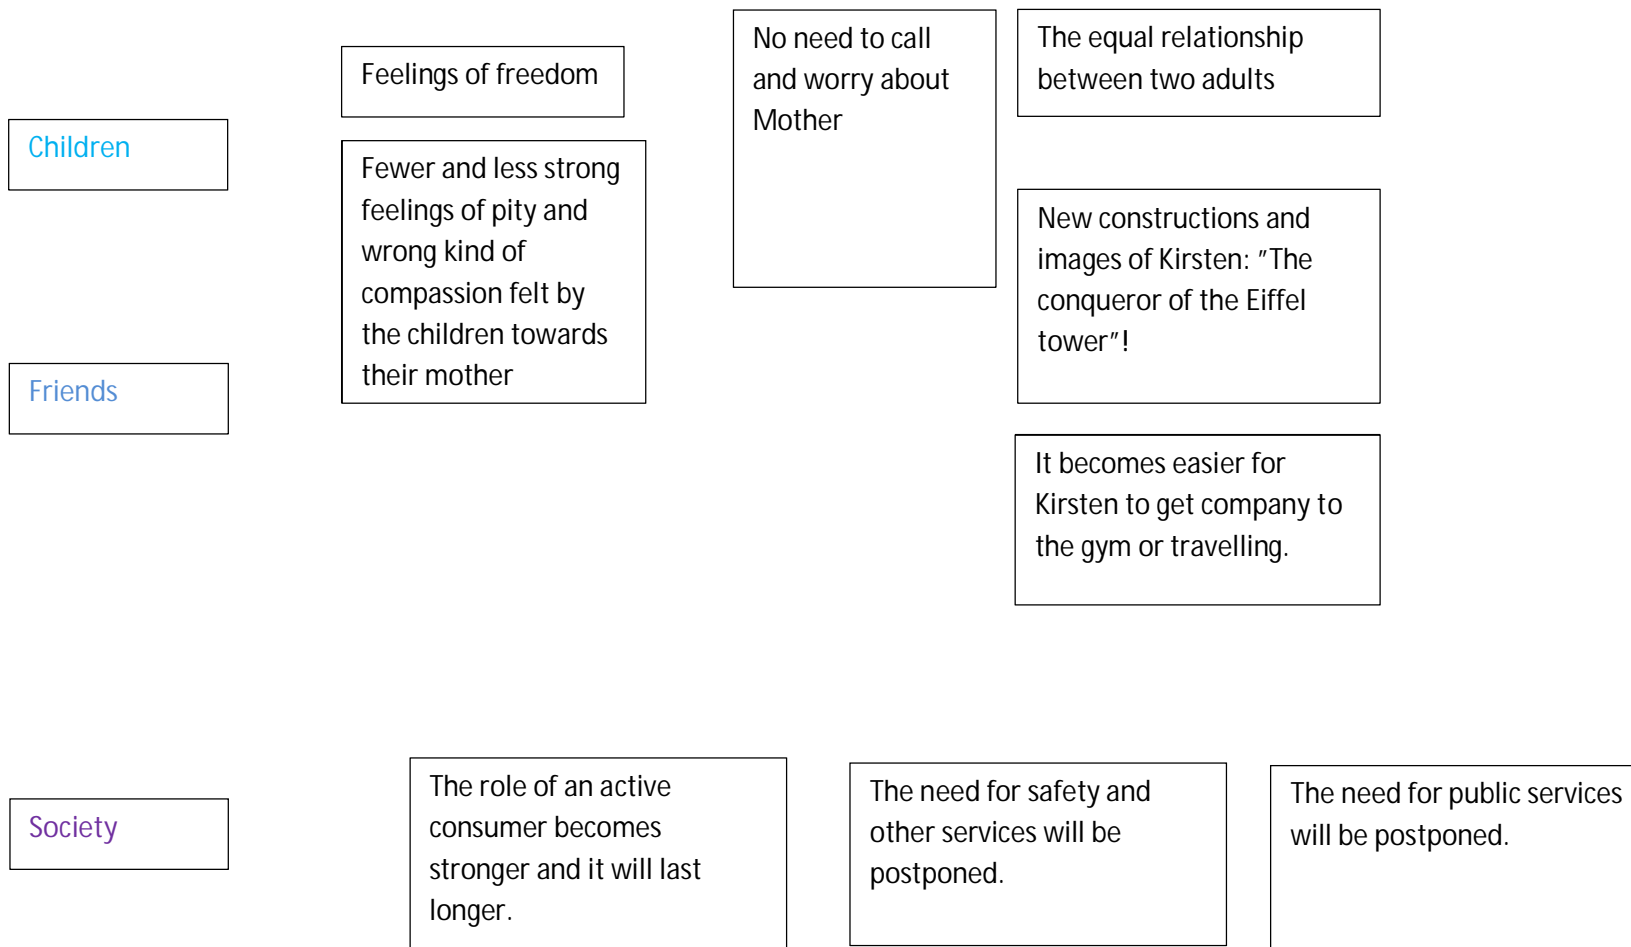 Children
Feelings of freedom
Fewer and less strong
feelings of pity and
wrong kind of
compassion felt by
the children towards
their mother
No need to call
and worry about
Mother
The equal relationship
between two adults
Friends
New constructions and
images of Kirsten: "The
conqueror of the Eiffel
tower"!
It becomes easier for
Kirsten to get company to
the gym or travelling.
Society
The role of an active
consumer becomes
stronger and it will last
longer.
The need for safety and
other services will be
postponed.
The need for public services
will be postponed.